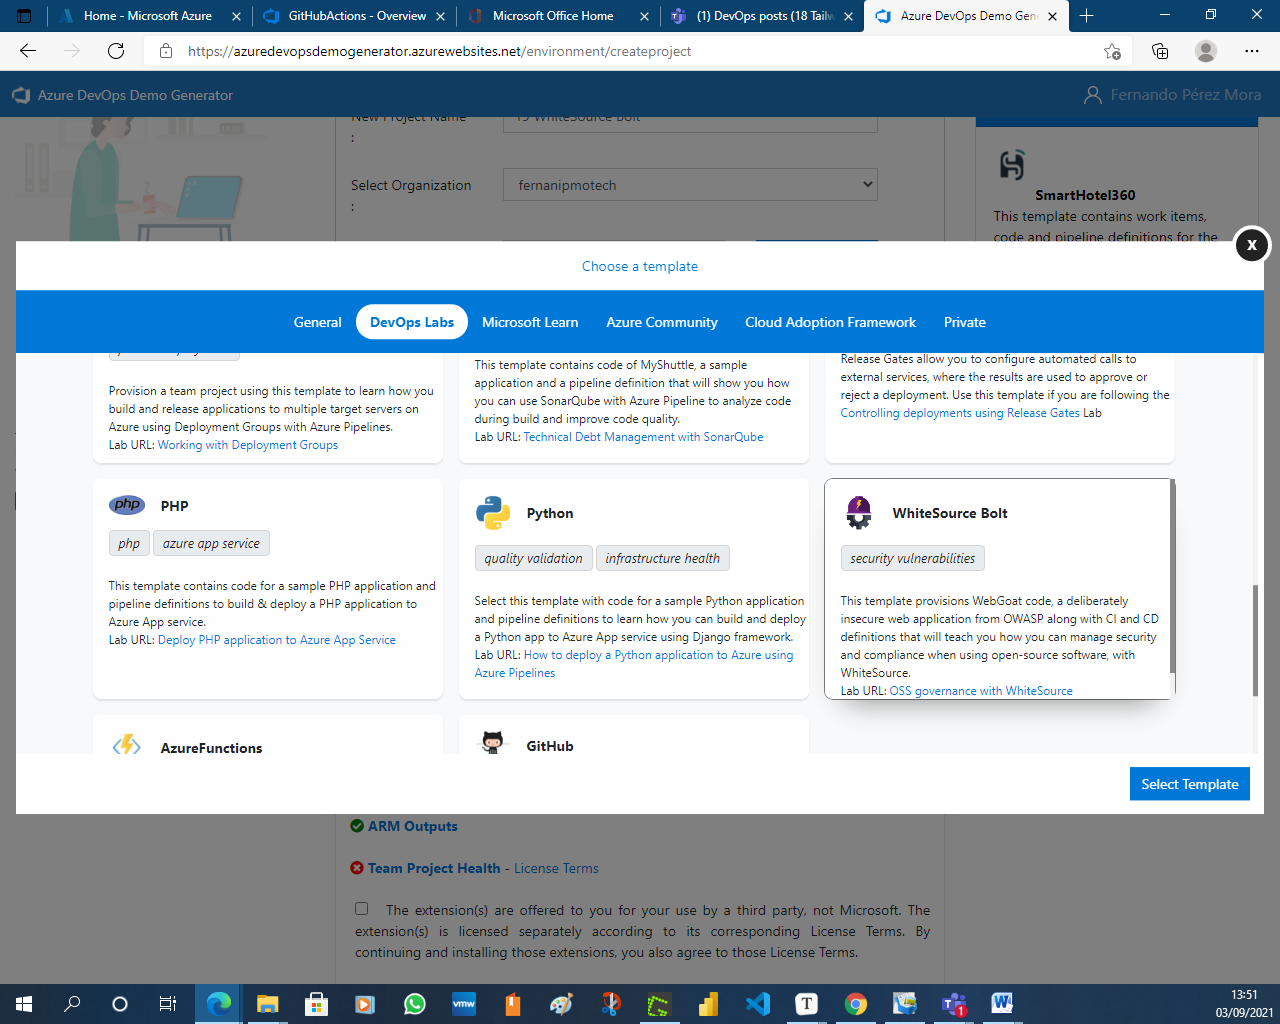 Home - Microsoft Azure
GitHubActions - Overview
Microsoft Office Home
(1) DevOps posts (18 Tailw
Azure DevOps Demo Gen
https://azuredevopsdemogenerator.azurewebsites.net/environment/createproject
Azure DevOps Demo Generator
Fernando Pérez Mora
New Project Name
:
19 WhiteSource Bolt
Select Organization
:
fernanipmotech
SmartHotel360
This template contains work items,
code and pipeline definitions for the
x
Choose a template
General
DevOps Labs
Microsoft Learn
Azure Community
Cloud Adoption Framework
Private
Provision a team project using this template to learn how you
build and release applications to multiple target servers on
Azure using Deployment Groups with Azure Pipelines.
Lab URL: Working with Deployment Groups
This template contains code of MyShuttle, a sample
application and a pipeline definition that will show you how
you can use SonarQube with Azure Pipeline to analyze code
during build and improve code quality.
Lab URL: Technical Debt Management with SonarQube
Release Gates allow you to configure automated calls to
external services, where the results are used to approve or
reject a deployment. Use this template if you are following the
Controlling deployments using Release Gates Lab
php
PHP
php
azure app service
This template contains code for a sample PHP application and
pipeline definitions to build & deploy a PHP application to
Azure App service.
Lab URL: Deploy PHP application to Azure App Service
Python
quality validation
infrastructure health
Select this template with code for a sample Python application
and pipeline definitions to learn how you can build and deploy
a Python app to Azure App service using Django framework.
Lab URL: How to deploy a Python application to Azure using
Azure Pipelines
WhiteSource Bolt
security vulnerabilities
This template provisions WebGoat code, a deliberately
insecure web application from OWASP along with CI and CD
definitions that will teach you how you can manage security
and compliance when using open-source software, with
WhiteSource.
Lab URL: OSS governance with WhiteSource
AzureFunctions
GitHub
Select Template
ARM Outputs
Team Project Health - License Terms
The extension(s) are offered to you for your use by a third party, not Microsoft. The
extension(s) is licensed separately according to its corresponding License Terms. By
continuing and installing those extensions, you also agree to those License Terms.
vmw
T
1
W
13:51
03/09/2021